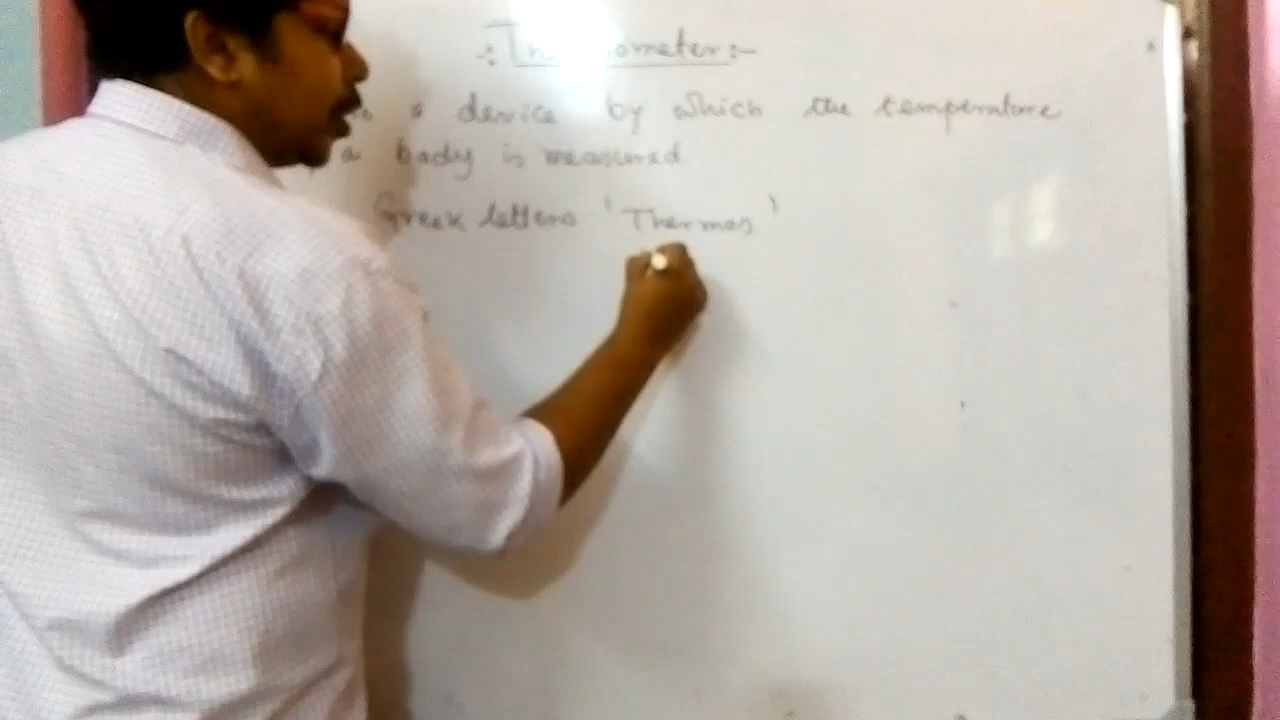 :- Thermometer :-
a device by which the temperature
a body is measured
Greek letters 'Thermos'